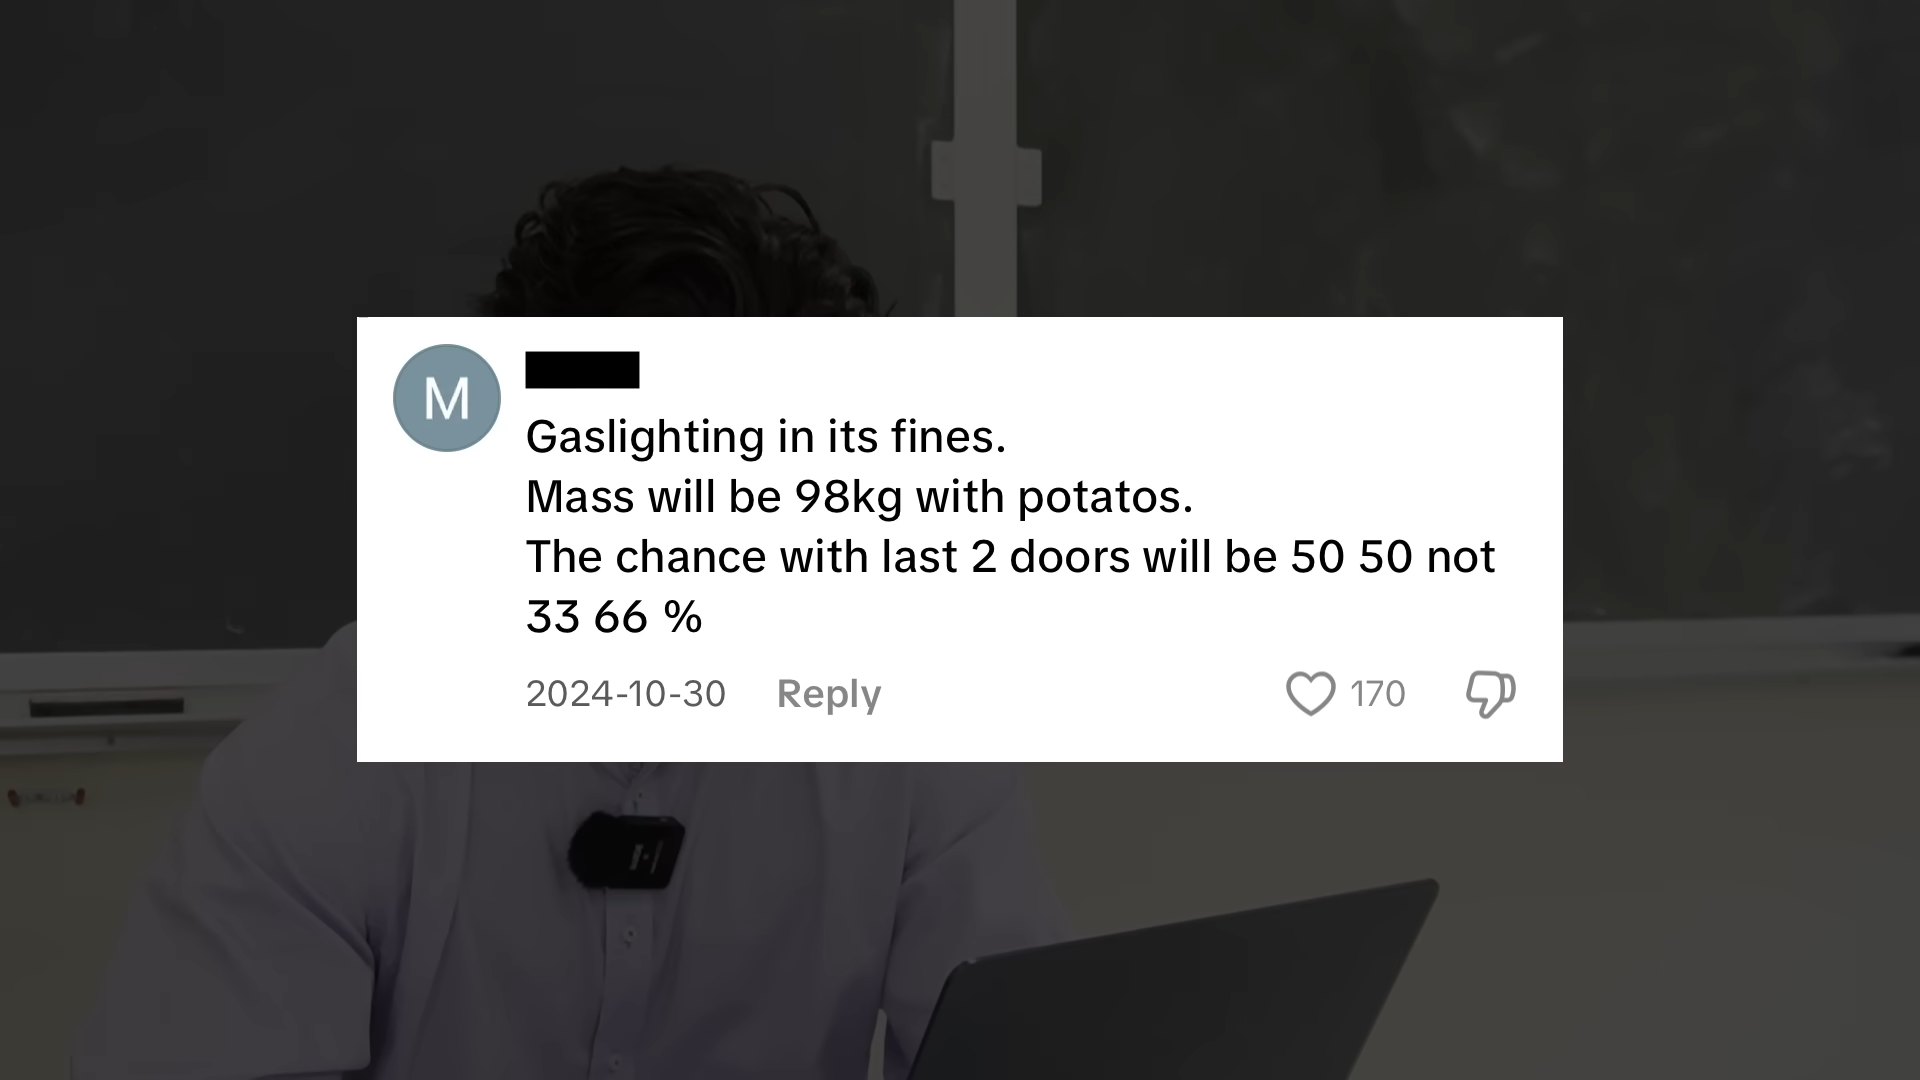 M
Gaslighting in its fines.
Mass will be 98kg with potatos.
The chance with last 2 doors will be 50 50 not
33 66 %
2024-10-30 Reply 170